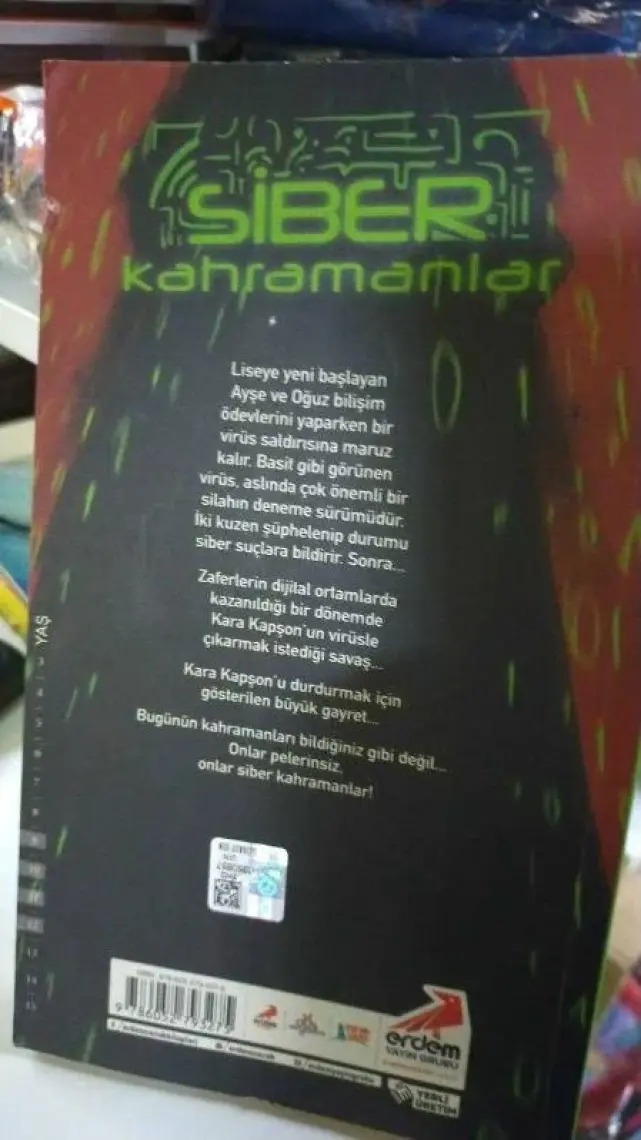 SİBER
kahramanlar
Liseye yeni başlayan
Ayşe ve Oğuz bilişim
ödevlerini yaparken bir
virüs saldırısına maruz
kalır. Basit gibi görünen
virüs, aslında çok önemli bir
silahın deneme sürümüdür.
İki kuzen şüphelenip durumu
siber suçlara bildirir. Sonra...
Zaferlerin dijital ortamlarda
kazanıldığı bir dönemde
Kara Kapşon'un virüsle
çıkarmak istediği savaş...
Kara Kapşon'u durdurmak için
gösterilen büyük gayret...
Bugünün kahramanları bildiğiniz gibi değil...
Onlar pelerinsiz,
onlar siber kahramanlar!
YAŞ
erdem
YAYIN GRUBU
YERLİ
ÜRETİM